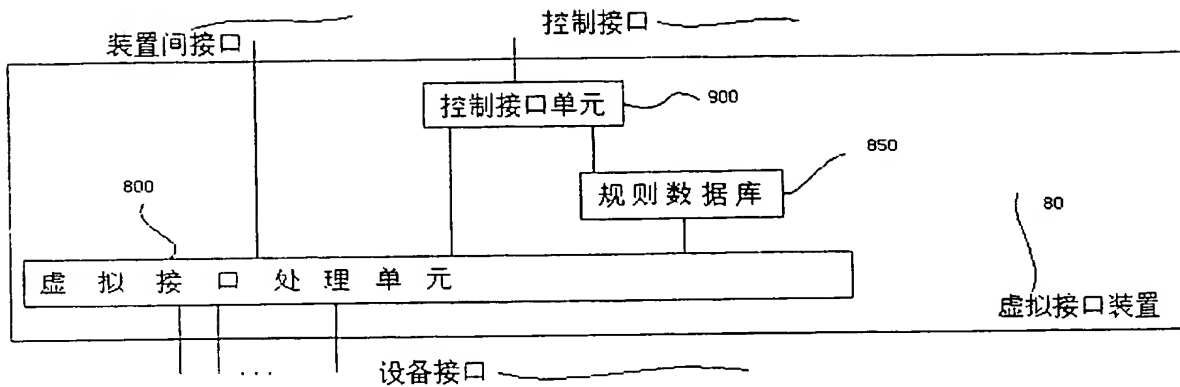 控制接口
装置间接口
控制接口单元
900
850
规则数据库
800
80
虚拟接口处理单元
虚拟接口装置
...
设备接口